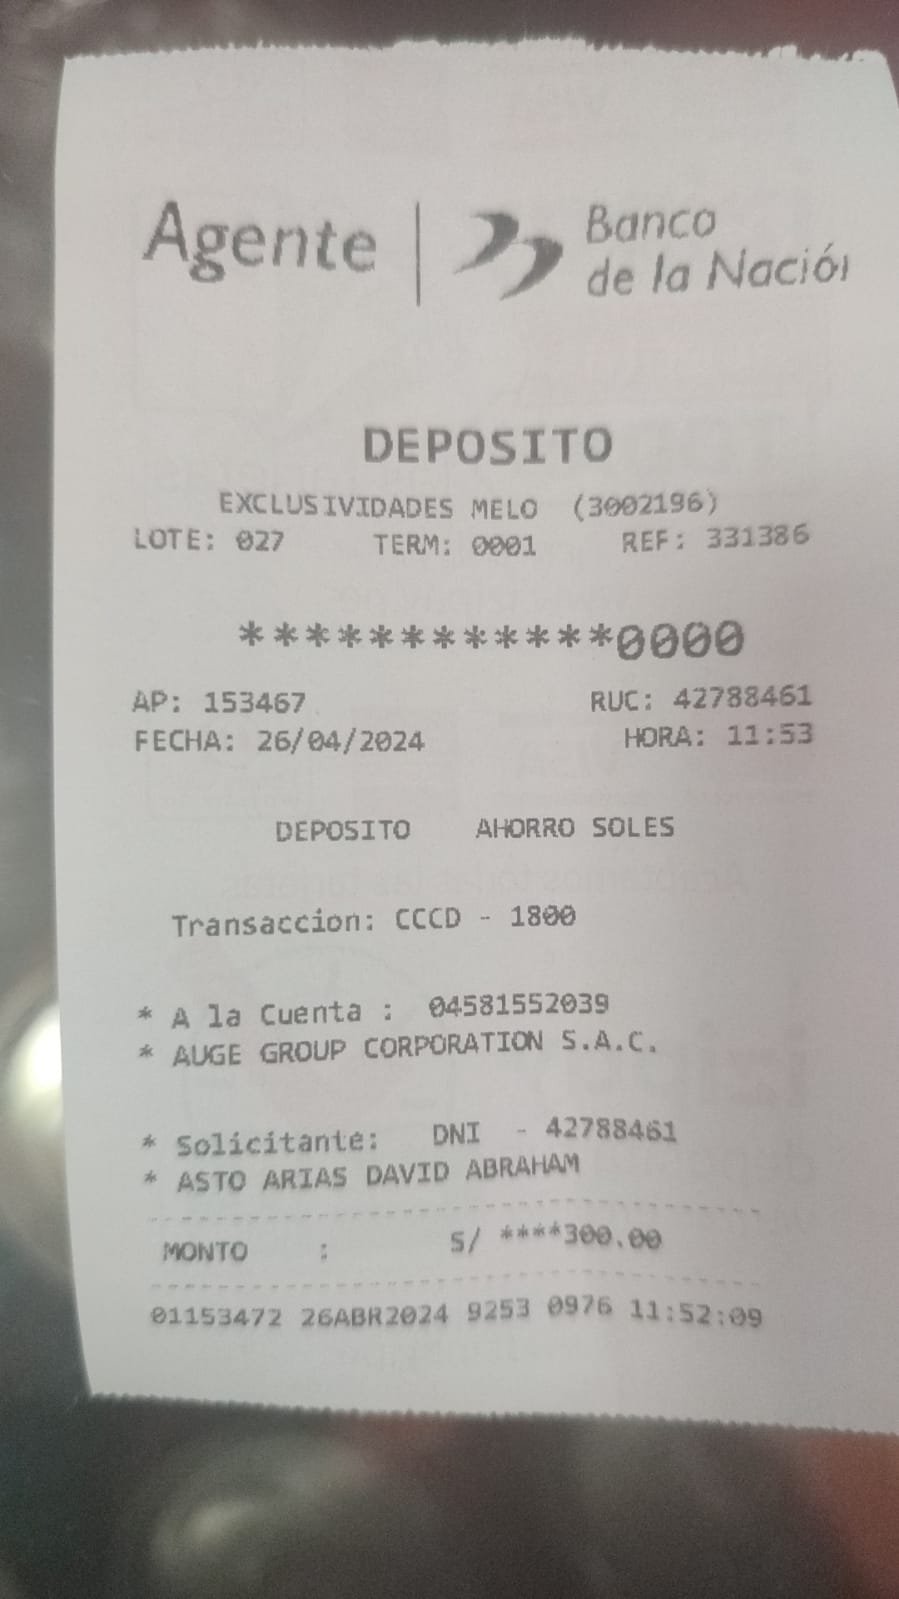 Agente
Banco
de la Nación
DEPOSITO
EXCLUSIVIDADES MELO (3002196)
LOTE: 027 TERM: 0001 REF: 331386
************0000
AP: 153467 RUC: 42788461
FECHA: 26/04/2024 HORA: 11:53
DEPOSITO AHORRO SOLES
Transaccion: CCCD - 1800
* A la Cuenta : 04581552039
* AUGE GROUP CORPORATION S.A.C.
* Solicitante: DNI - 42788461
* ASTO ARIAS DAVID ABRAHAM
MONTO : S/ ****300.00
01153472 26ABR2024 9253 0976 11:52:09